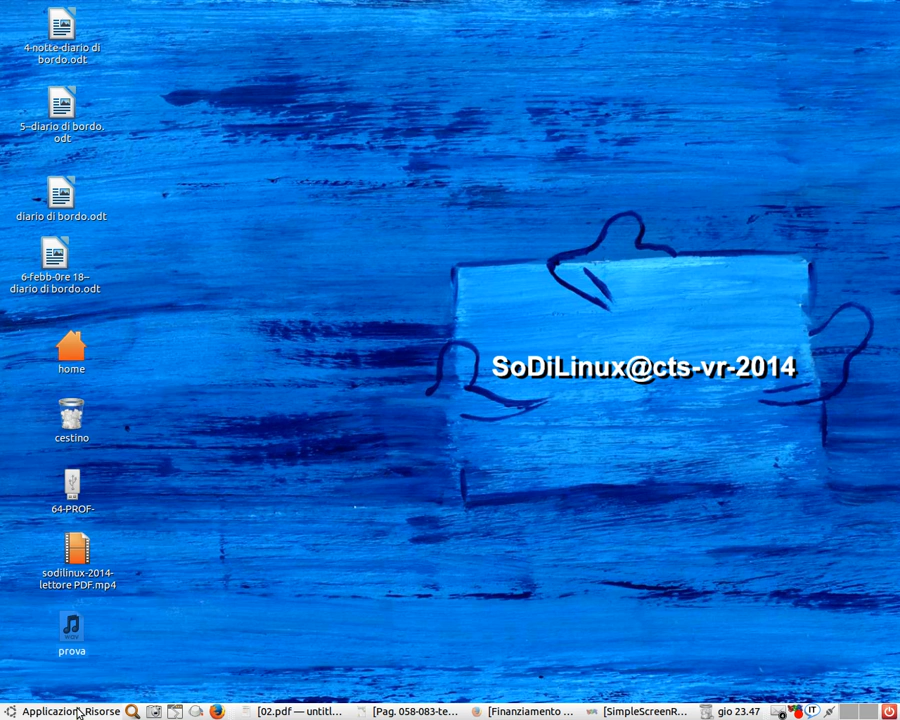 4-notte-diario di
bordo.odt
5--diario di bordo.
odt
diario di bordo.odt
6-febb-0re 18--
diario di bordo.odt
home
cestino
64-PROF-
sodilinux-2014-
lettore PDF.mp4
WAV
prova
SoDiLinux@cts-vr-2014
Applicazioni Risorse [02.pdf — untitl... [Pag. 058-083-te... [Finanziamento ... [SimpleScreenR... gio 23.47 IT